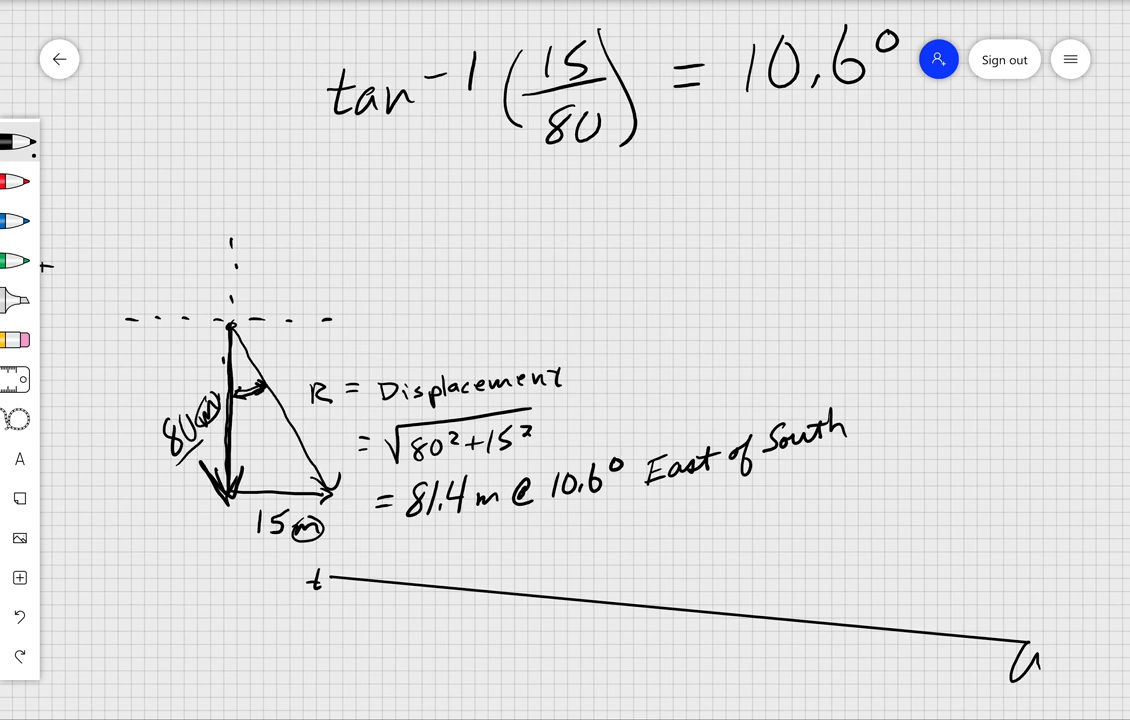 tan⁻¹ (15/80) = 10.6°
Sign out
80m
R = Displacement
= √80² + 15²
= 81.4 m @ 10.6° East of South
15m
t
A